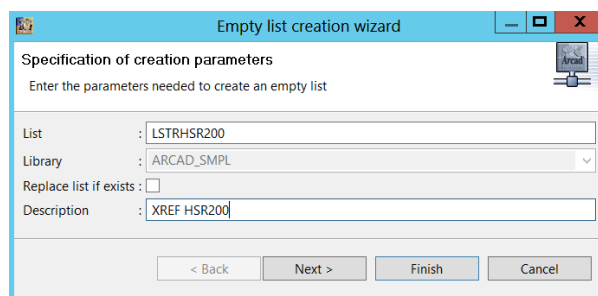 Empty list creation wizard
Specification of creation parameters
Enter the parameters needed to create an empty list
Arcad
List : LSTRHSR200
Library : ARCAD_SMPL
Replace list if exists :
Description : XREF HSR200
< Back Next > Finish Cancel